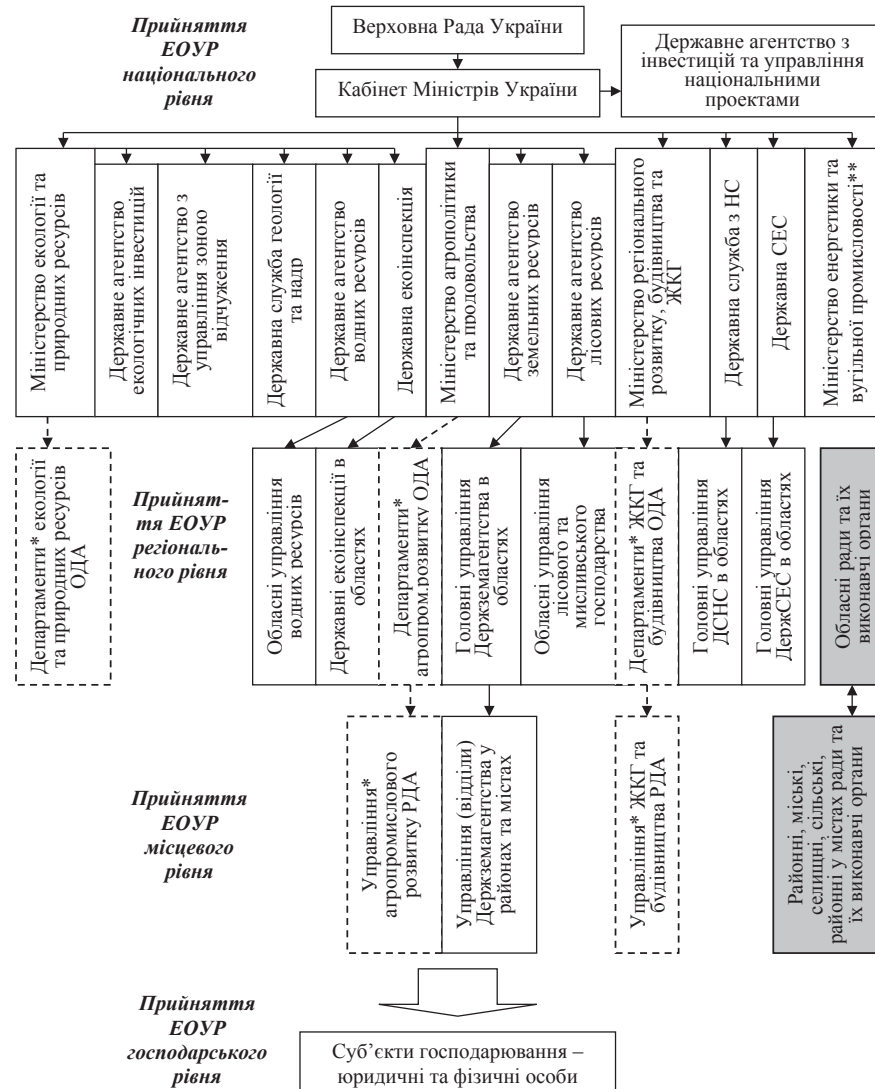 Прийняття
ЕОУР
національного
рівня
Верховна Рада України
Кабінет Міністрів України
Державне агентство з
інвестицій та управління
національними
проектами
Міністерство екології та
природних ресурсів
Державне агентство
екологічних інвестицій
Державне агентство з
управління зоною
відчуження
Державна служба геології
та надр
Державне агентство
водних ресурсів
Державна екоінспекція
Міністерство агрополітики
та продовольства
Державне агентство
земельних ресурсів
Державне агентство
лісових ресурсів
Міністерство регіонального
розвитку, будівництва та
ЖКГ
Державна служба з НС
Державна СЕС
Міністерство енергетики та
вугільної промисловості**
Прийнят-
тя ЕОУР
регіональ-
ного рівня
Департаменти* екології
та природних ресурсів
ОДА
Обласні управління
водних ресурсів
Державні екоінспекції в
областях
Департаменти*
агропром.розвитку ОДА
Головні управління
Держземагентства в
областях
Обласні управління
лісового та
мисливського
господарства
Департаменти* ЖКГ та
будівництва ОДА
Головні управління
ДСНС в областях
Головні управління
ДержСЕС в областях
Обласні ради та їх
виконавчі органи
Прийняття
ЕОУР
місцевого
рівня
Управління*
агропромислового
розвитку РДА
Управління (відділи)
Держземагентства у
районах та містах
Управління* ЖКГ та
будівництва РДА
Районні, міські,
селищні, сільські,
районні у містах ради та
їх виконавчі органи
Прийняття
ЕОУР
господарського
рівня
Суб’єкти господарювання –
юридичні та фізичні особи